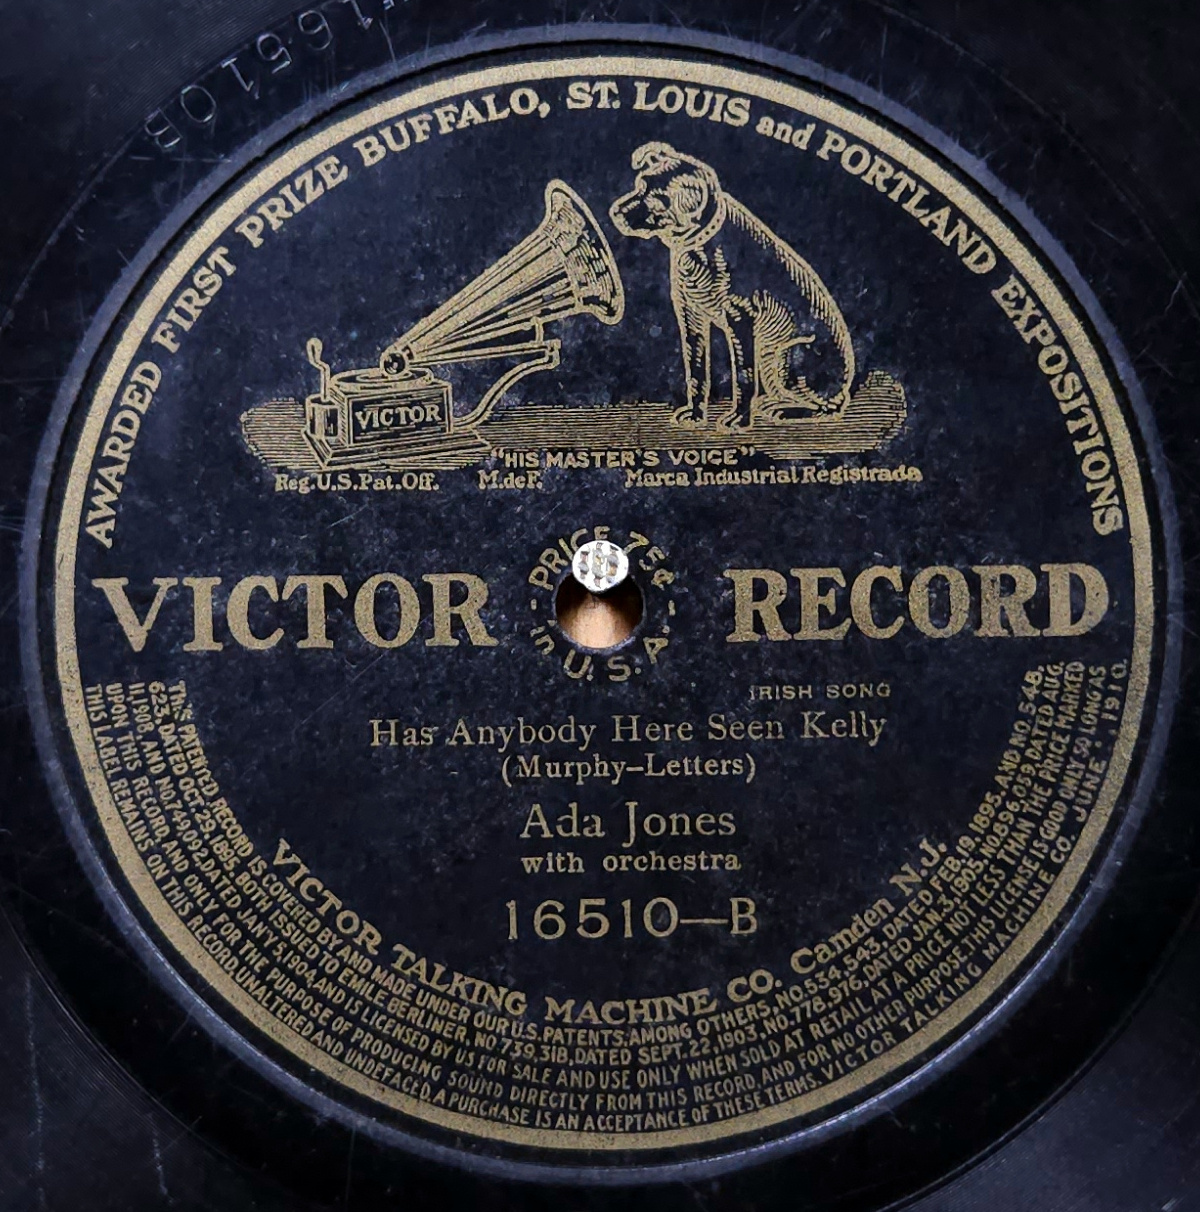 16510B
AWARDED FIRST PRIZE BUFFALO, ST. LOUIS and PORTLAND EXPOSITIONS
VICTOR
"HIS MASTER'S VOICE"
Reg.U.S.Pat.Off. M.deF. Marca Industrial Registrada
PRICE 75¢
in U.S.A.
VICTOR RECORD
IRISH SONG
Has Anybody Here Seen Kelly
(Murphy–Letters)
Ada Jones
with orchestra
16510—B
VICTOR TALKING MACHINE CO. Camden N.J.
THIS PATENTED RECORD IS COVERED BY AND MADE UNDER OUR U.S. PATENTS, AMONG OTHERS, NO. 534,543, DATED FEB. 19, 1895. AND NO. 548,
623, DATED OCT. 29, 1895, BOTH ISSUED TO EMILE BERLINER, NO 739,318, DATED SEPT. 22, 1903. NO. 778,976, DATED JAN. 3, 1905, NO. 896,059, DATED AUG.
11, 1908, AND NO. 749,092, DATED JANY 5, 1904, AND IS LICENSED BY US FOR SALE AND USE ONLY WHEN SOLD AT RETAIL AT A PRICE NOT LESS THAN THE PRICE MARKED
UPON THIS RECORD, AND ONLY FOR THE PURPOSE OF PRODUCING SOUND DIRECTLY FROM THIS RECORD, AND FOR NO OTHER PURPOSE, THIS LICENSE IS GOOD ONLY SO LONG AS
THIS LABEL REMAINS ON THIS RECORD, UNALTERED AND UNDEFACED. A PURCHASE IS AN ACCEPTANCE OF THESE TERMS. VICTOR TALKING MACHINE CO. JUNE . . 1910.